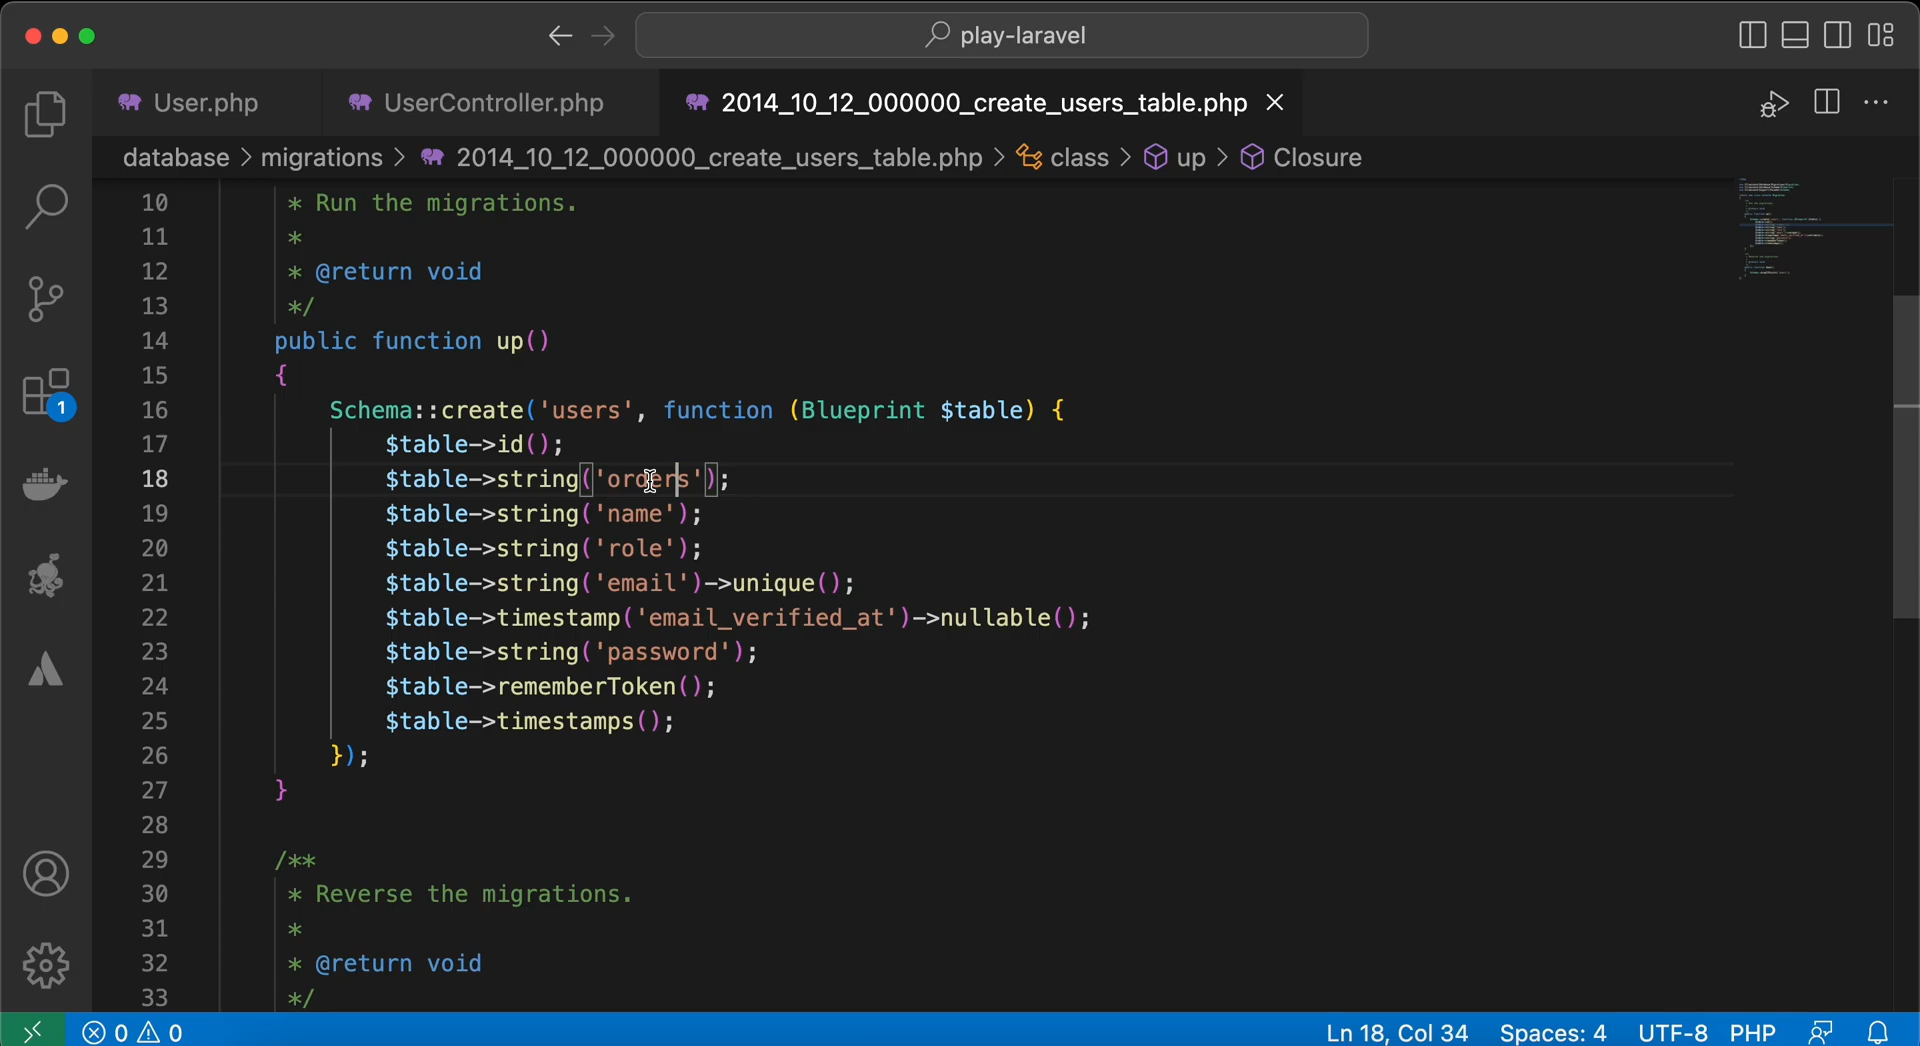 play-laravel
User.php
UserController.php
2014_10_12_000000_create_users_table.php
database > migrations > 2014_10_12_000000_create_users_table.php > class > up > Closure
10 * Run the migrations.
11 *
12 * @return void
13 */
14 public function up()
15 {
16 Schema::create('users', function (Blueprint $table) {
17 $table->id();
18 $table->string('orders');
19 $table->string('name');
20 $table->string('role');
21 $table->string('email')->unique();
22 $table->timestamp('email_verified_at')->nullable();
23 $table->string('password');
24 $table->rememberToken();
25 $table->timestamps();
26 });
27 }
28
29 /**
30 * Reverse the migrations.
31 *
32 * @return void
33 */
1
0 0
Ln 18, Col 34
Spaces: 4
UTF-8
PHP